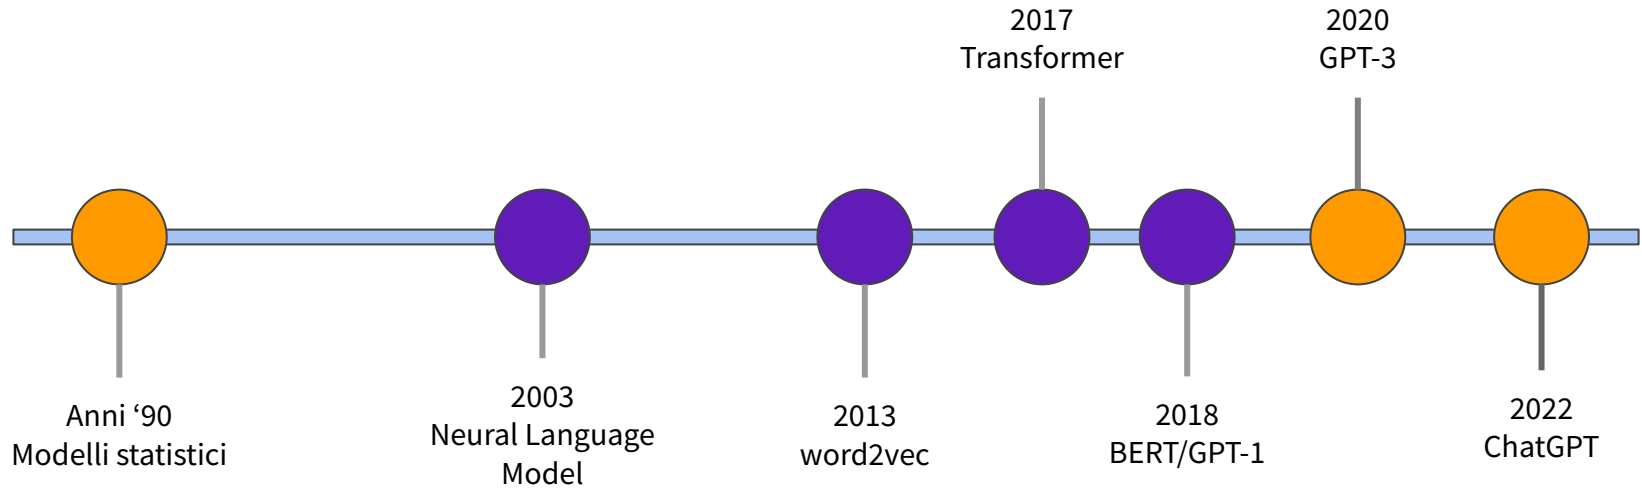 2017
Transformer
2020
GPT-3
Anni ‘90
Modelli statistici
2003
Neural Language
Model
2013
word2vec
2018
BERT/GPT-1
2022
ChatGPT